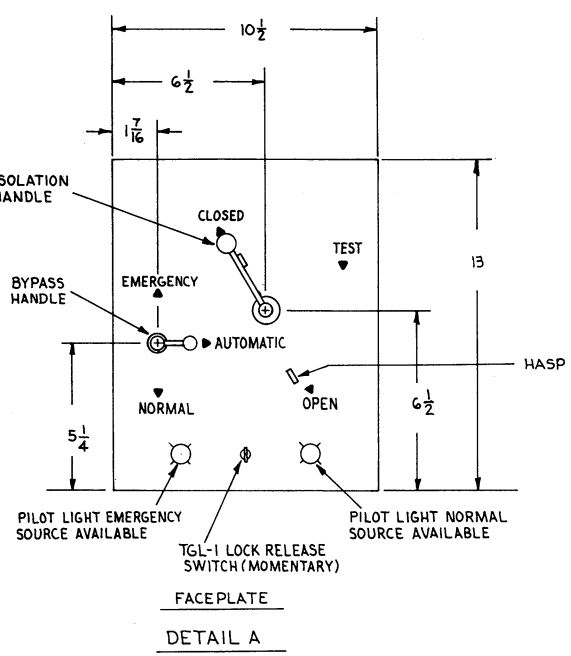 10 1/2
6 1/2
1 7/16
SOLATION
HANDLE
CLOSED
TEST
13
BYPASS
HANDLE
EMERGENCY
AUTOMATIC
HASP
NORMAL
OPEN
6 1/2
5 1/4
PILOT LIGHT EMERGENCY
SOURCE AVAILABLE
PILOT LIGHT NORMAL
SOURCE AVAILABLE
TGL-1 LOCK RELEASE
SWITCH (MOMENTARY)
FACEPLATE
DETAIL A